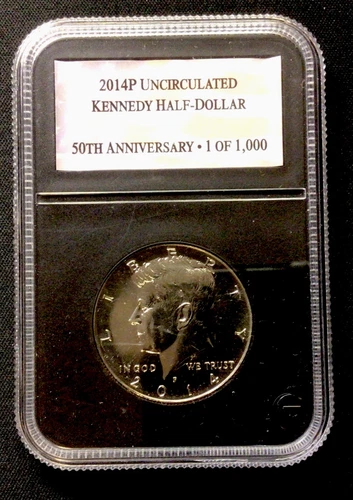 2014P UNCIRCULATED
KENNEDY HALF-DOLLAR
50TH ANNIVERSARY • 1 OF 1,000
LIBERTY
IN GOD WE TRUST
P
2014